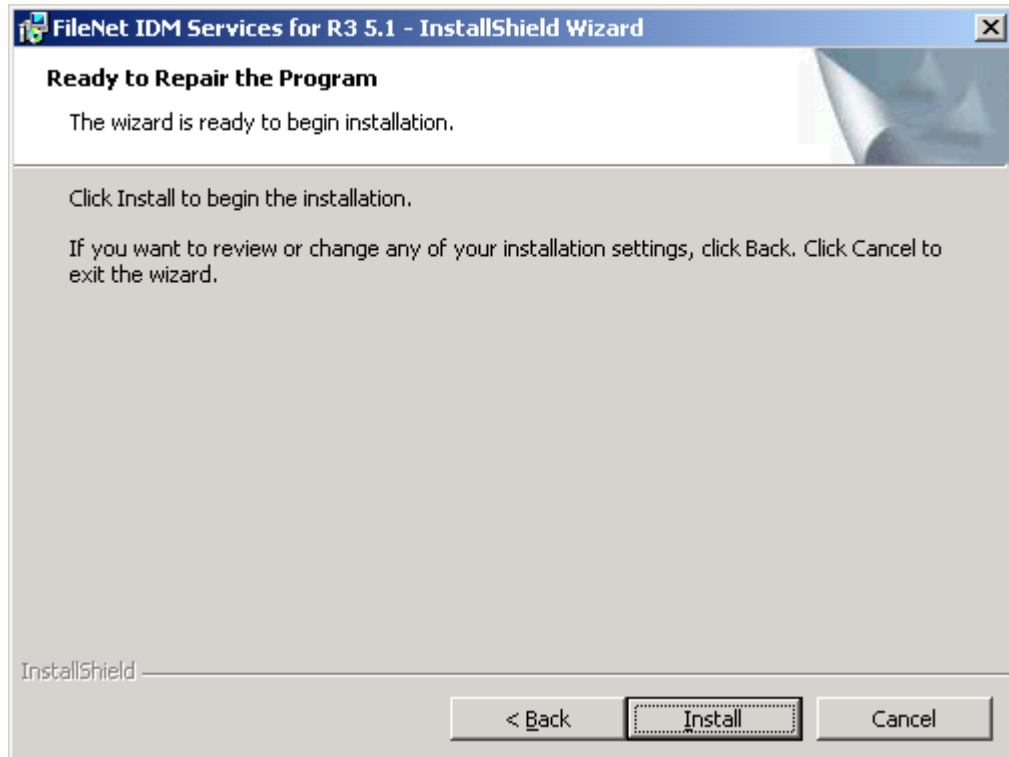 FileNet IDM Services for R3 5.1 - InstallShield Wizard
Ready to Repair the Program
The wizard is ready to begin installation.
Click Install to begin the installation.
If you want to review or change any of your installation settings, click Back. Click Cancel to
exit the wizard.
InstallShield
< Back
Install
Cancel